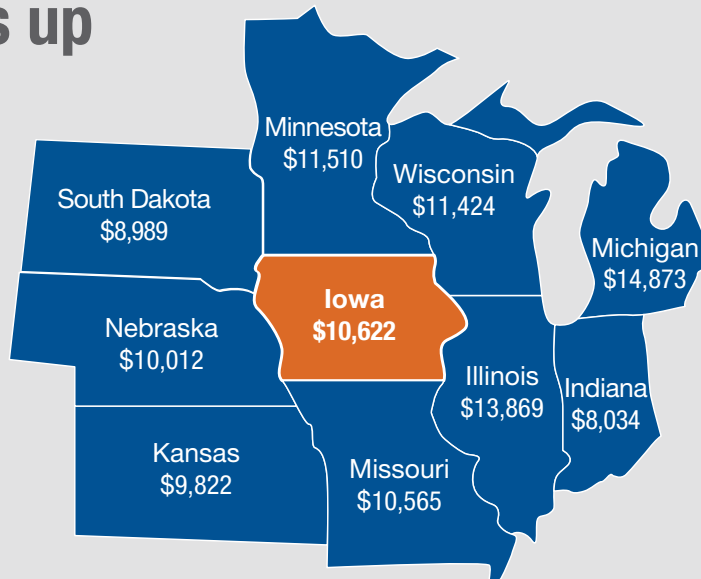 s up
Minnesota
$11,510
Wisconsin
$11,424
South Dakota
$8,989
Michigan
$14,873
Iowa
$10,622
Nebraska
$10,012
Illinois
$13,869
Indiana
$8,034
Kansas
$9,822
Missouri
$10,565